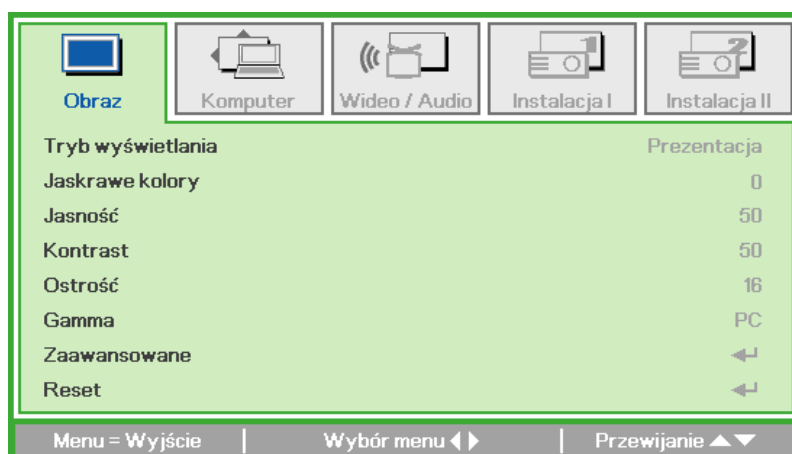 Obraz Komputer Wideo / Audio Instalacja I Instalacja II
Tryb wyświetlania Prezentacja
Jaskrawe kolory 0
Jasność 50
Kontrast 50
Ostrość 16
Gamma PC
Zaawansowane
Reset
Menu = Wyjście Wybór menu Przewijanie